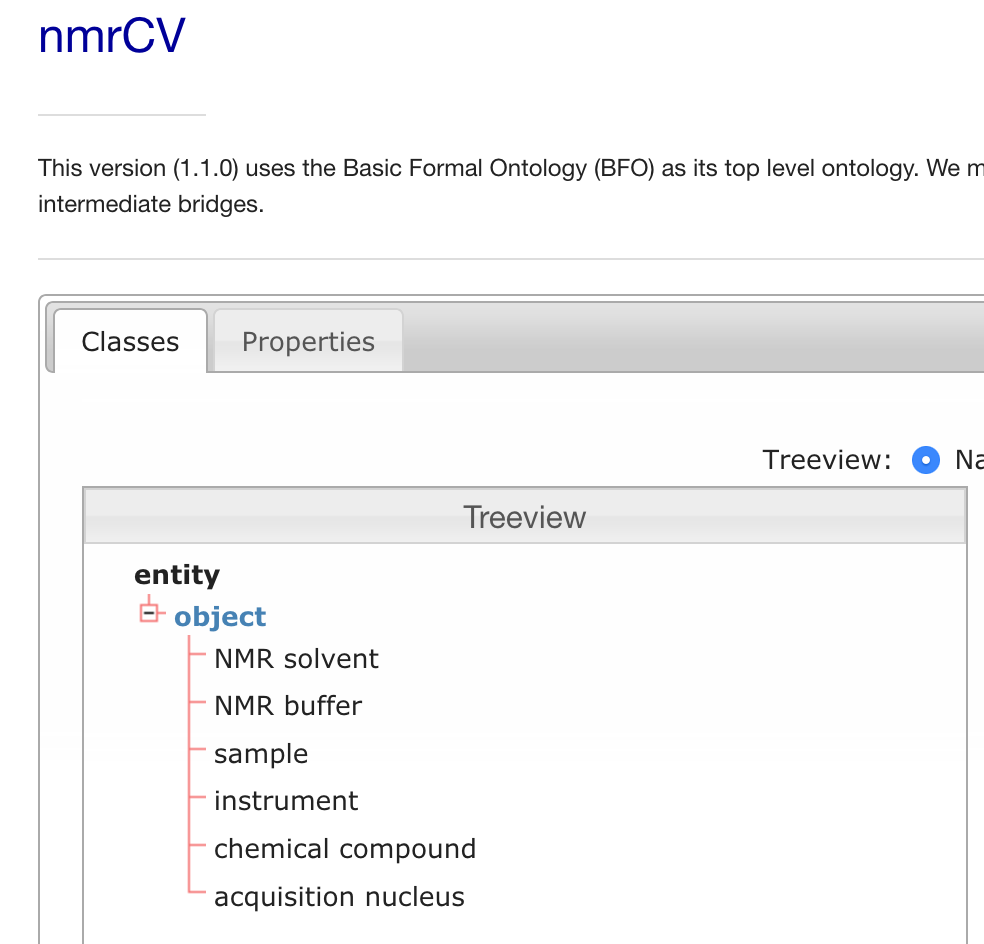 nmrCV
This version (1.1.0) uses the Basic Formal Ontology (BFO) as its top level ontology. We m
intermediate bridges.
Classes Properties
Treeview: Na
Treeview
entity
object
NMR solvent
NMR buffer
sample
instrument
chemical compound
acquisition nucleus